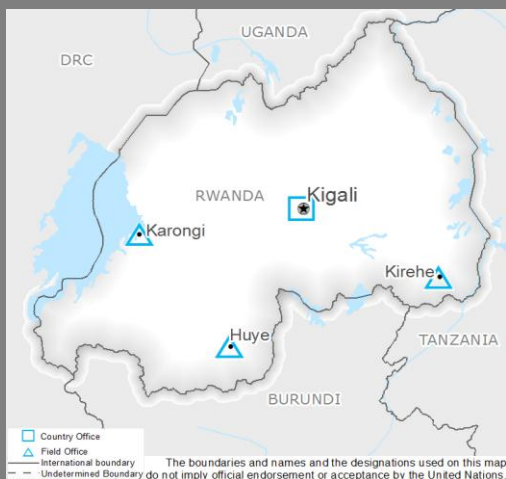 UGANDA
DRC
RWANDA
Kigali
Karongi
Kirehe
Huye
TANZANIA
BURUNDI
Country Office
Field Office
International boundary
Undetermined Boundary
The boundaries and names and the designations used on this map
do not imply official endorsement or acceptance by the United Nations.